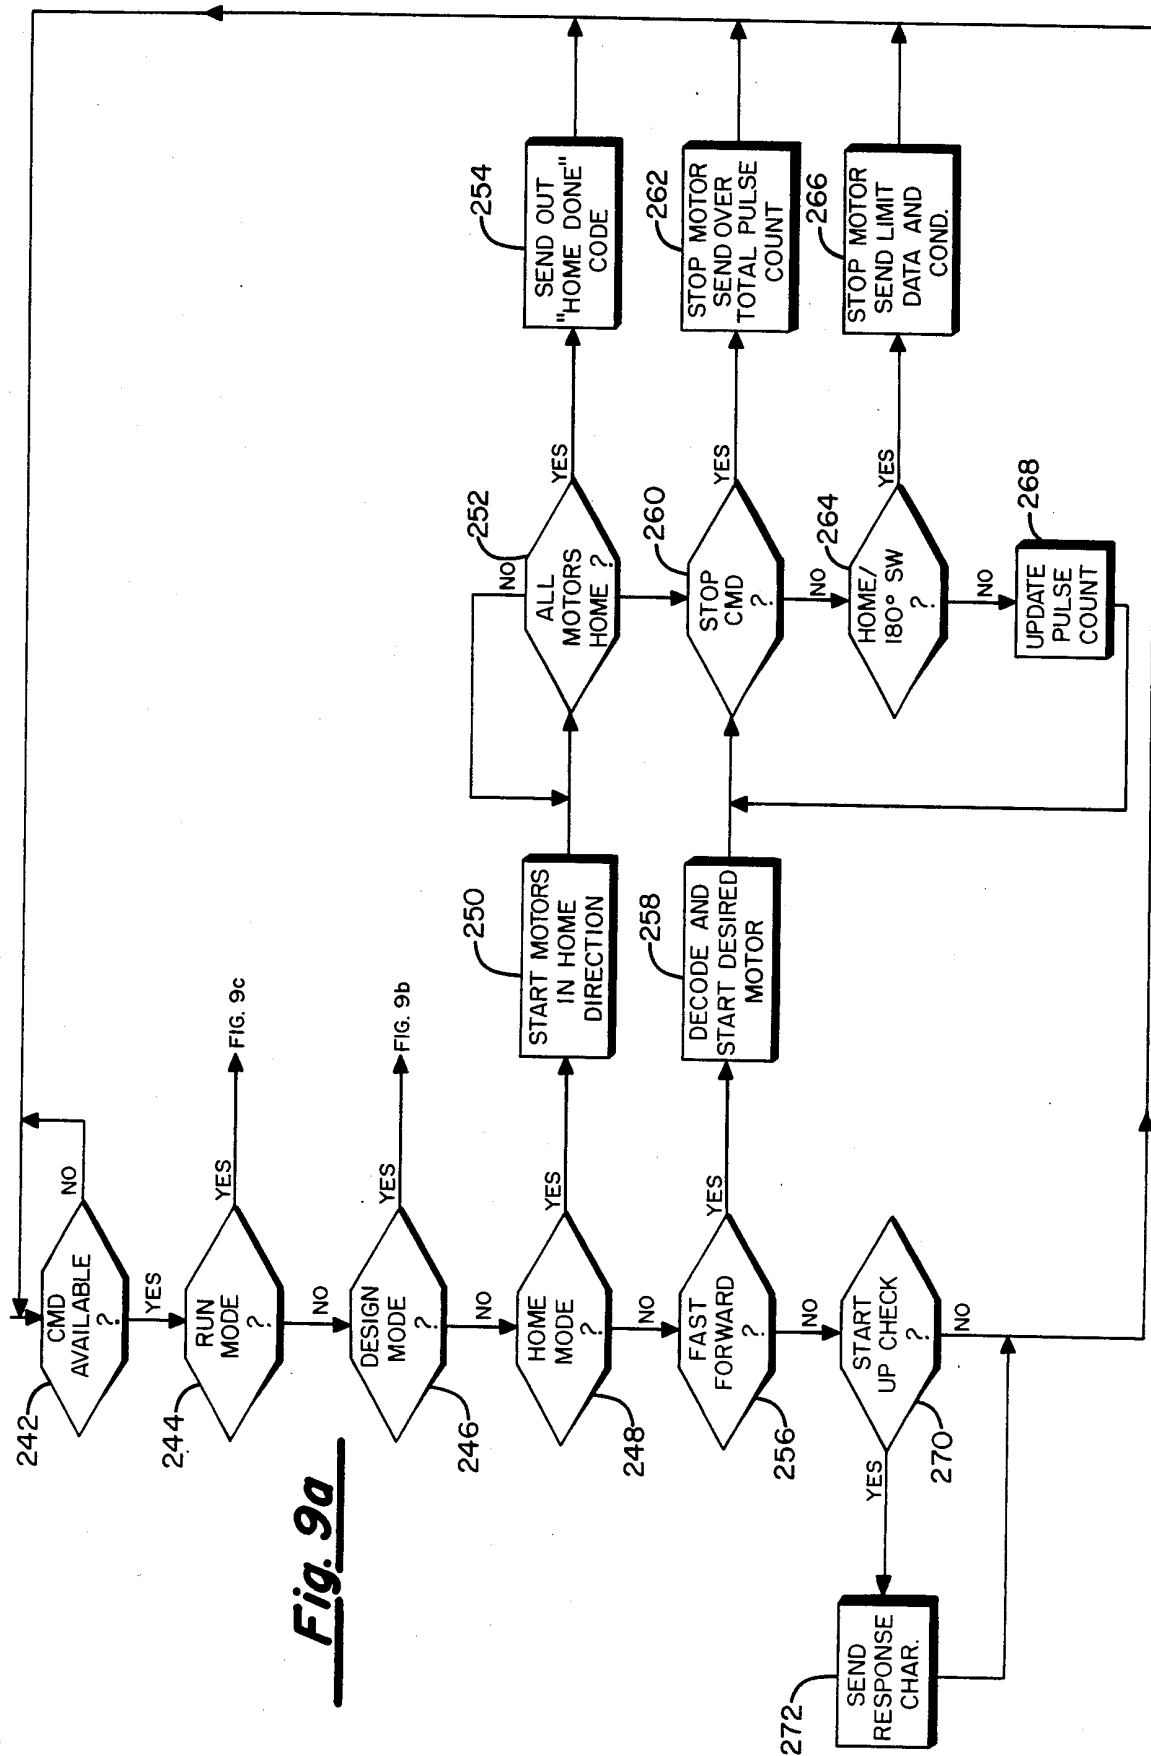 Fig. 9a
242
CMD
AVAILABLE
?
NO
YES
244
RUN
MODE
?
YES
FIG. 9c
NO
246
DESIGN
MODE
?
YES
FIG. 9b
NO
248
HOME
MODE
?
YES
NO
250
START MOTORS
IN HOME
DIRECTION
252
NO
ALL
MOTORS
HOME ?
YES
254
SEND OUT
"HOME DONE"
CODE
256
FAST
FORWARD
?
YES
NO
258
DECODE AND
START DESIRED
MOTOR
260
STOP
CMD
?
YES
NO
262
STOP MOTOR
SEND OVER
TOTAL PULSE
COUNT
264
HOME/
180° SW
?
YES
NO
266
STOP MOTOR
SEND LIMIT
DATA AND
COND.
268
UPDATE
PULSE
COUNT
270
START
UP CHECK
?
YES
NO
272
SEND
RESPONSE
CHAR.